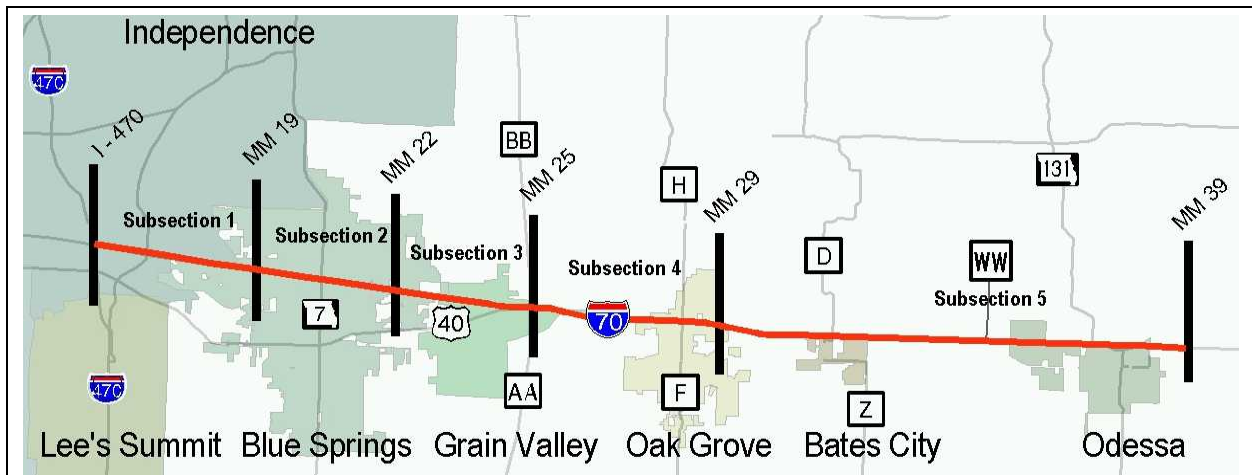 Independence
470
I - 470
MM 19
MM 22
BB
MM 25
H
MM 29
131
MM 39
Subsection 1
Subsection 2
Subsection 3
Subsection 4
D
WW
Subsection 5
7
40
70
470
AA
F
Z
Lee's Summit
Blue Springs
Grain Valley
Oak Grove
Bates City
Odessa